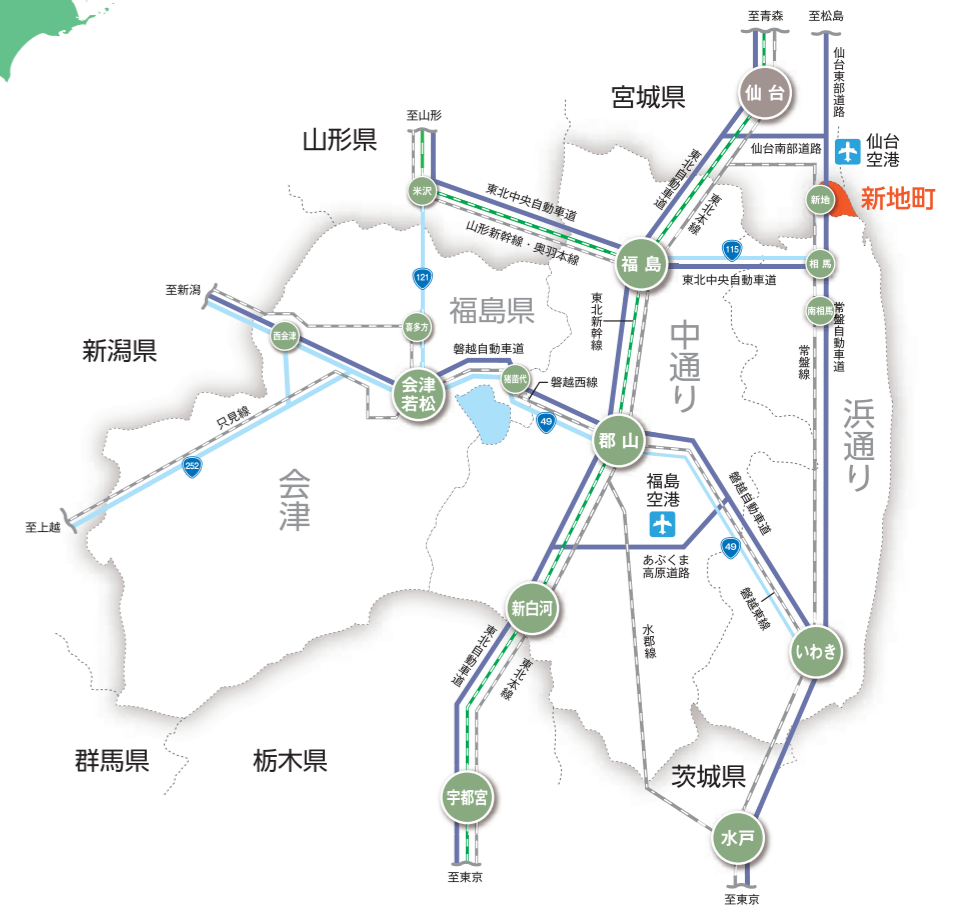 至青森
至松島
仙台
仙台東部道路
宮城県
至山形
山形県
仙台南部道路
仙台
空港
東北自動車道
米沢
東北中央自動車道
東北本線
新地
新地町
山形新幹線・奥羽本線
115
福島
相馬
121
東北中央自動車道
至新潟
東北新幹線
福島県
南相馬
常盤自動車道
喜多方
西会津
中通り
新潟県
磐越自動車道
常盤線
会津
若松
猪苗代
磐越西線
浜通り
只見線
49
郡山
252
会津
福島
空港
磐越自動車道
至上越
49
あぶくま
高原道路
新白河
磐越東線
水郡線
いわき
東北自動車道
東北本線
群馬県
栃木県
茨城県
宇都宮
水戸
至東京
至東京